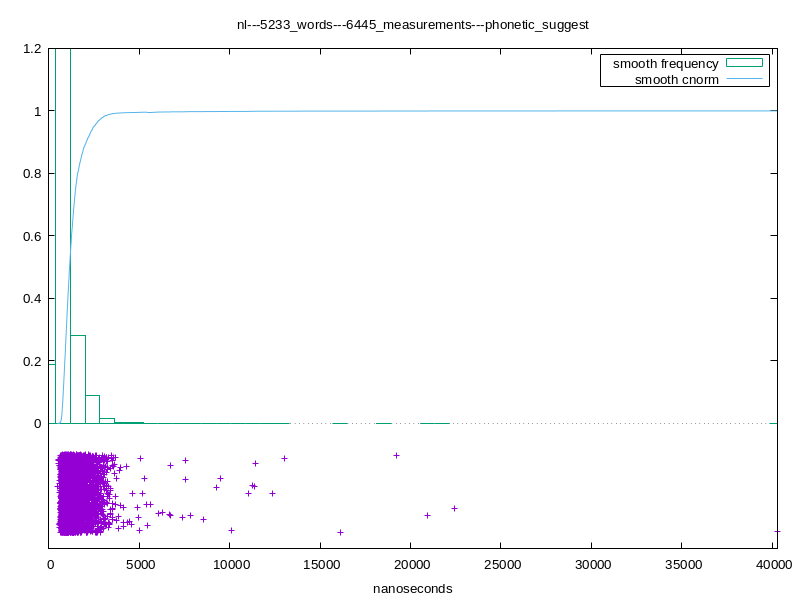 nl---5233_words---6445_measurements---phonetic_suggest
smooth frequency
smooth cnorm
1.2
1
0.8
0.6
0.4
0.2
0
0 5000 10000 15000 20000 25000 30000 35000 40000
nanoseconds